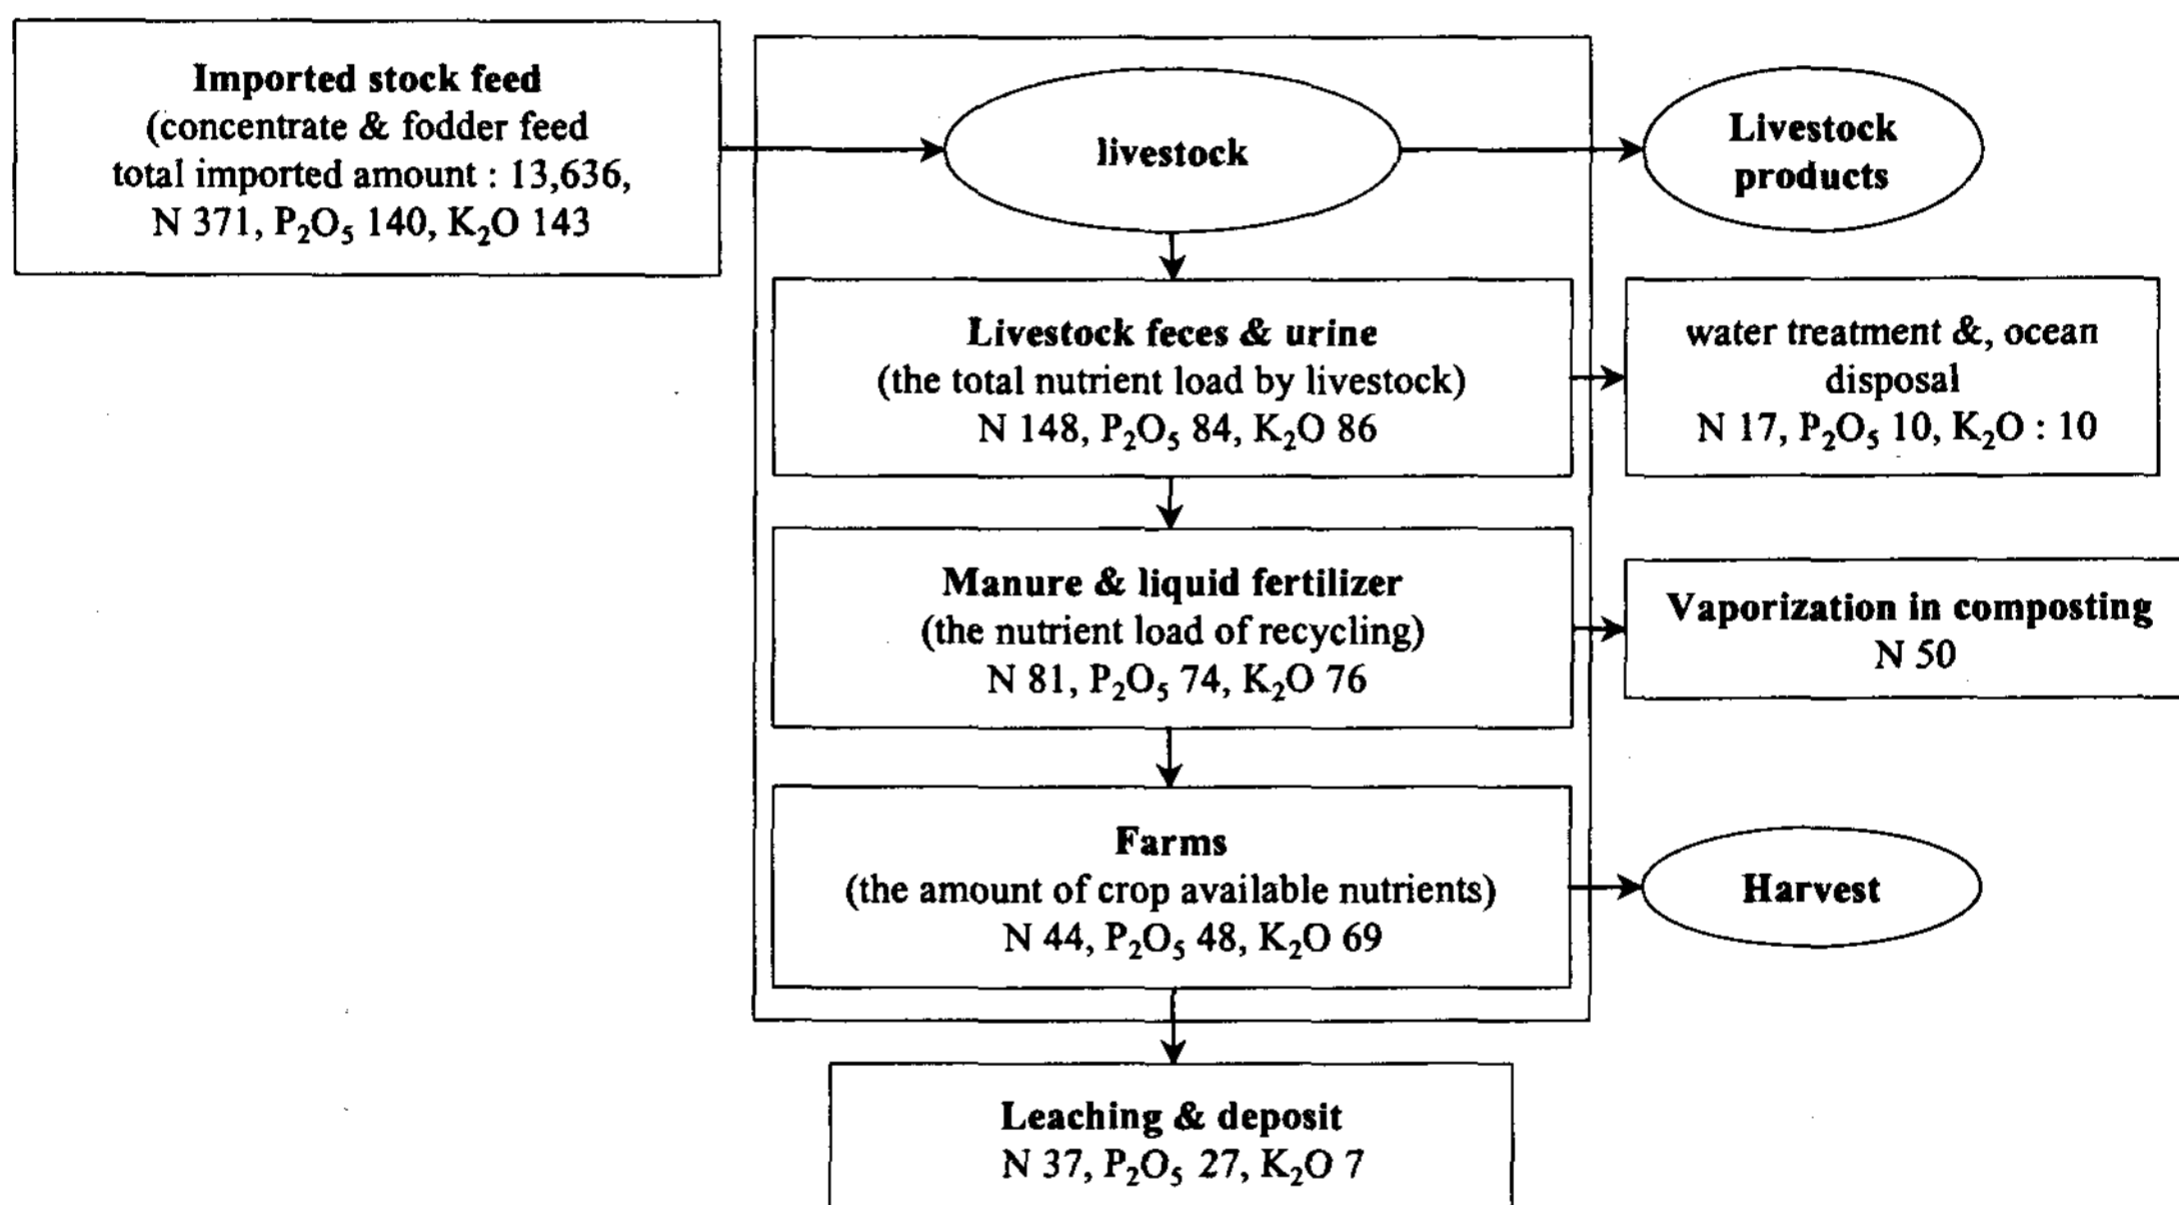 Imported stock feed
(concentrate & fodder feed
total imported amount : 13,636,
N 371, P₂O₅ 140, K₂O 143
livestock
Livestock
products
Livestock feces & urine
(the total nutrient load by livestock)
N 148, P₂O₅ 84, K₂O 86
water treatment &, ocean
disposal
N 17, P₂O₅ 10, K₂O : 10
Manure & liquid fertilizer
(the nutrient load of recycling)
N 81, P₂O₅ 74, K₂O 76
Vaporization in composting
N 50
Farms
(the amount of crop available nutrients)
N 44, P₂O₅ 48, K₂O 69
Harvest
Leaching & deposit
N 37, P₂O₅ 27, K₂O 7